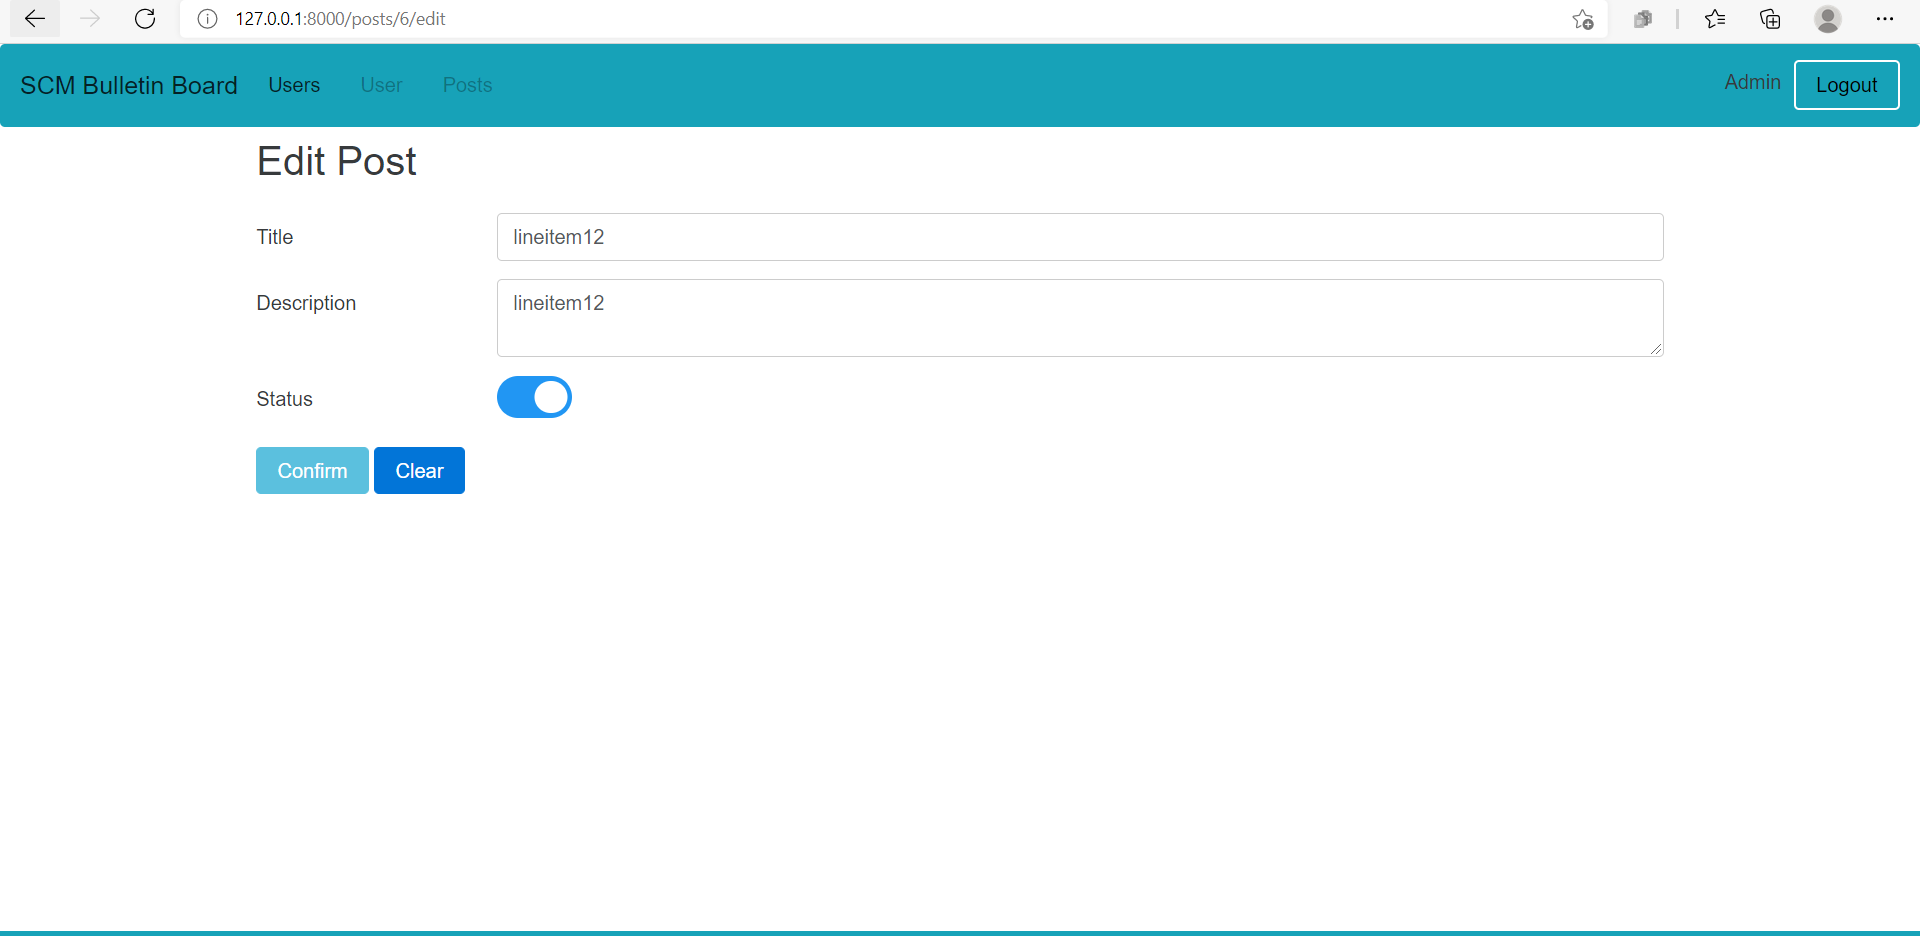 127.0.0.1:8000/posts/6/edit
SCM Bulletin Board Users User Posts Admin Logout
Edit Post
Title lineitem12
Description lineitem12
Status
Confirm Clear